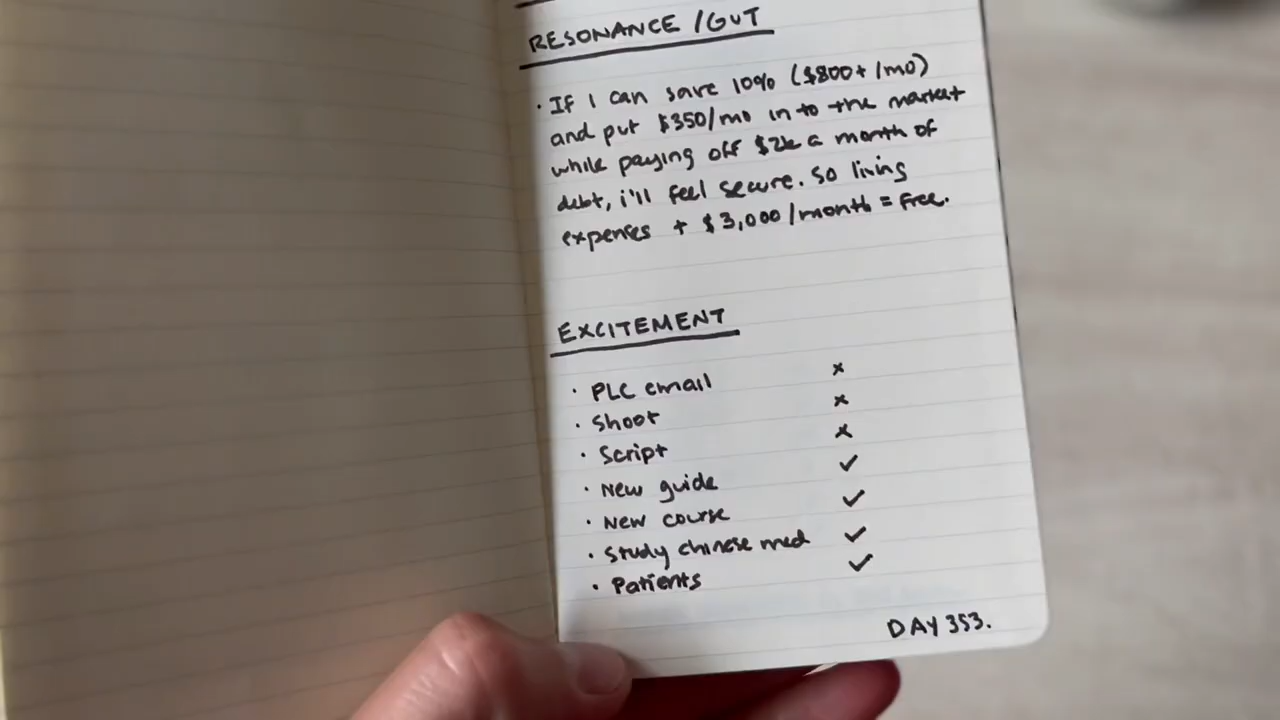 RESONANCE / GUT
· If I can save 10% ($800+ /mo)
and put $350/mo in to the market
while paying off $2k a month of
debt, i'll feel secure. So living
expenses + $3,000/month = free.
EXCITEMENT
· PLC email ×
· Shoot ×
· Script ×
· New guide ✓
· New course ✓
· Study chinese med ✓
· Patients ✓
DAY 353.